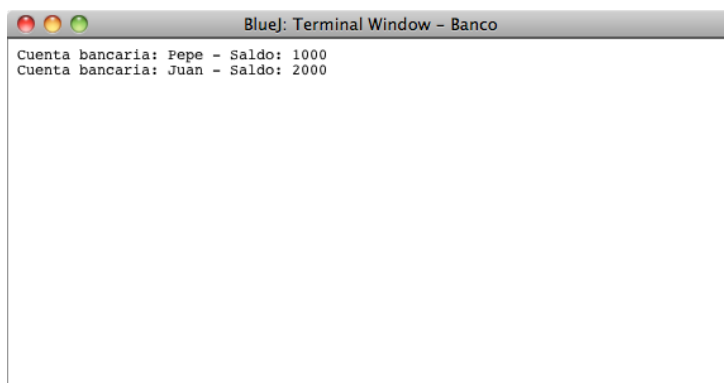 BlueJ: Terminal Window – Banco
Cuenta bancaria: Pepe - Saldo: 1000
Cuenta bancaria: Juan - Saldo: 2000